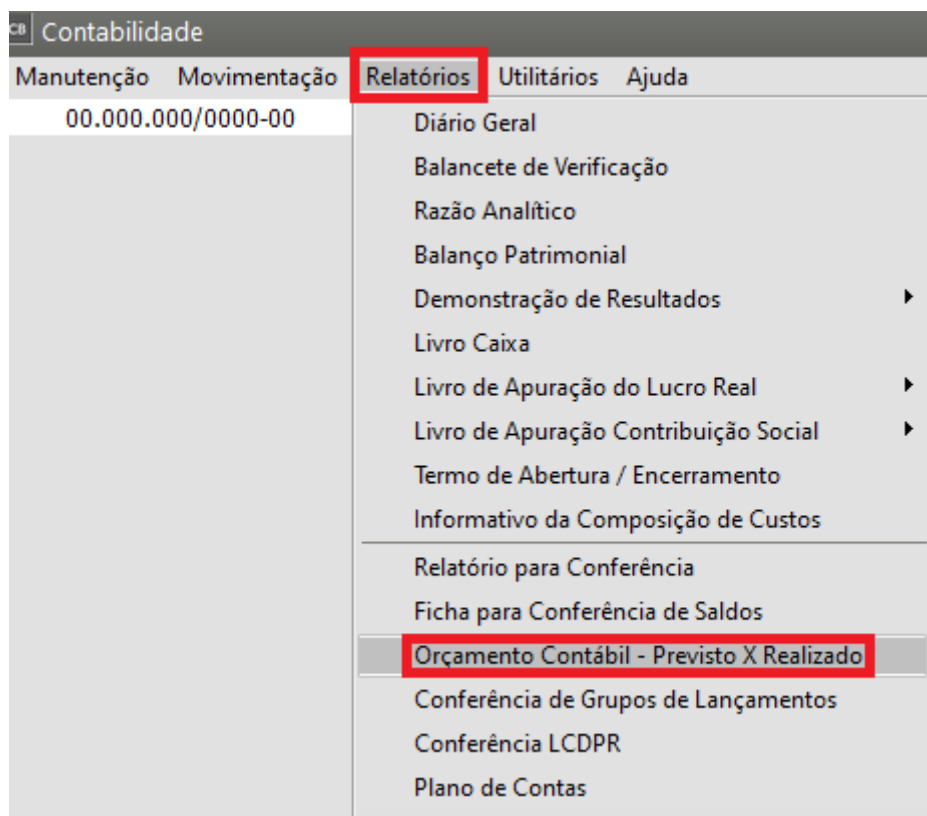 CB Contabilidade
Manutenção Movimentação Relatórios Utilitários Ajuda
00.000.000/0000-00
Diário Geral
Balancete de Verificação
Razão Analítico
Balanço Patrimonial
Demonstração de Resultados
Livro Caixa
Livro de Apuração do Lucro Real
Livro de Apuração Contribuição Social
Termo de Abertura / Encerramento
Informativo da Composição de Custos
Relatório para Conferência
Ficha para Conferência de Saldos
Orçamento Contábil - Previsto X Realizado
Conferência de Grupos de Lançamentos
Conferência LCDPR
Plano de Contas